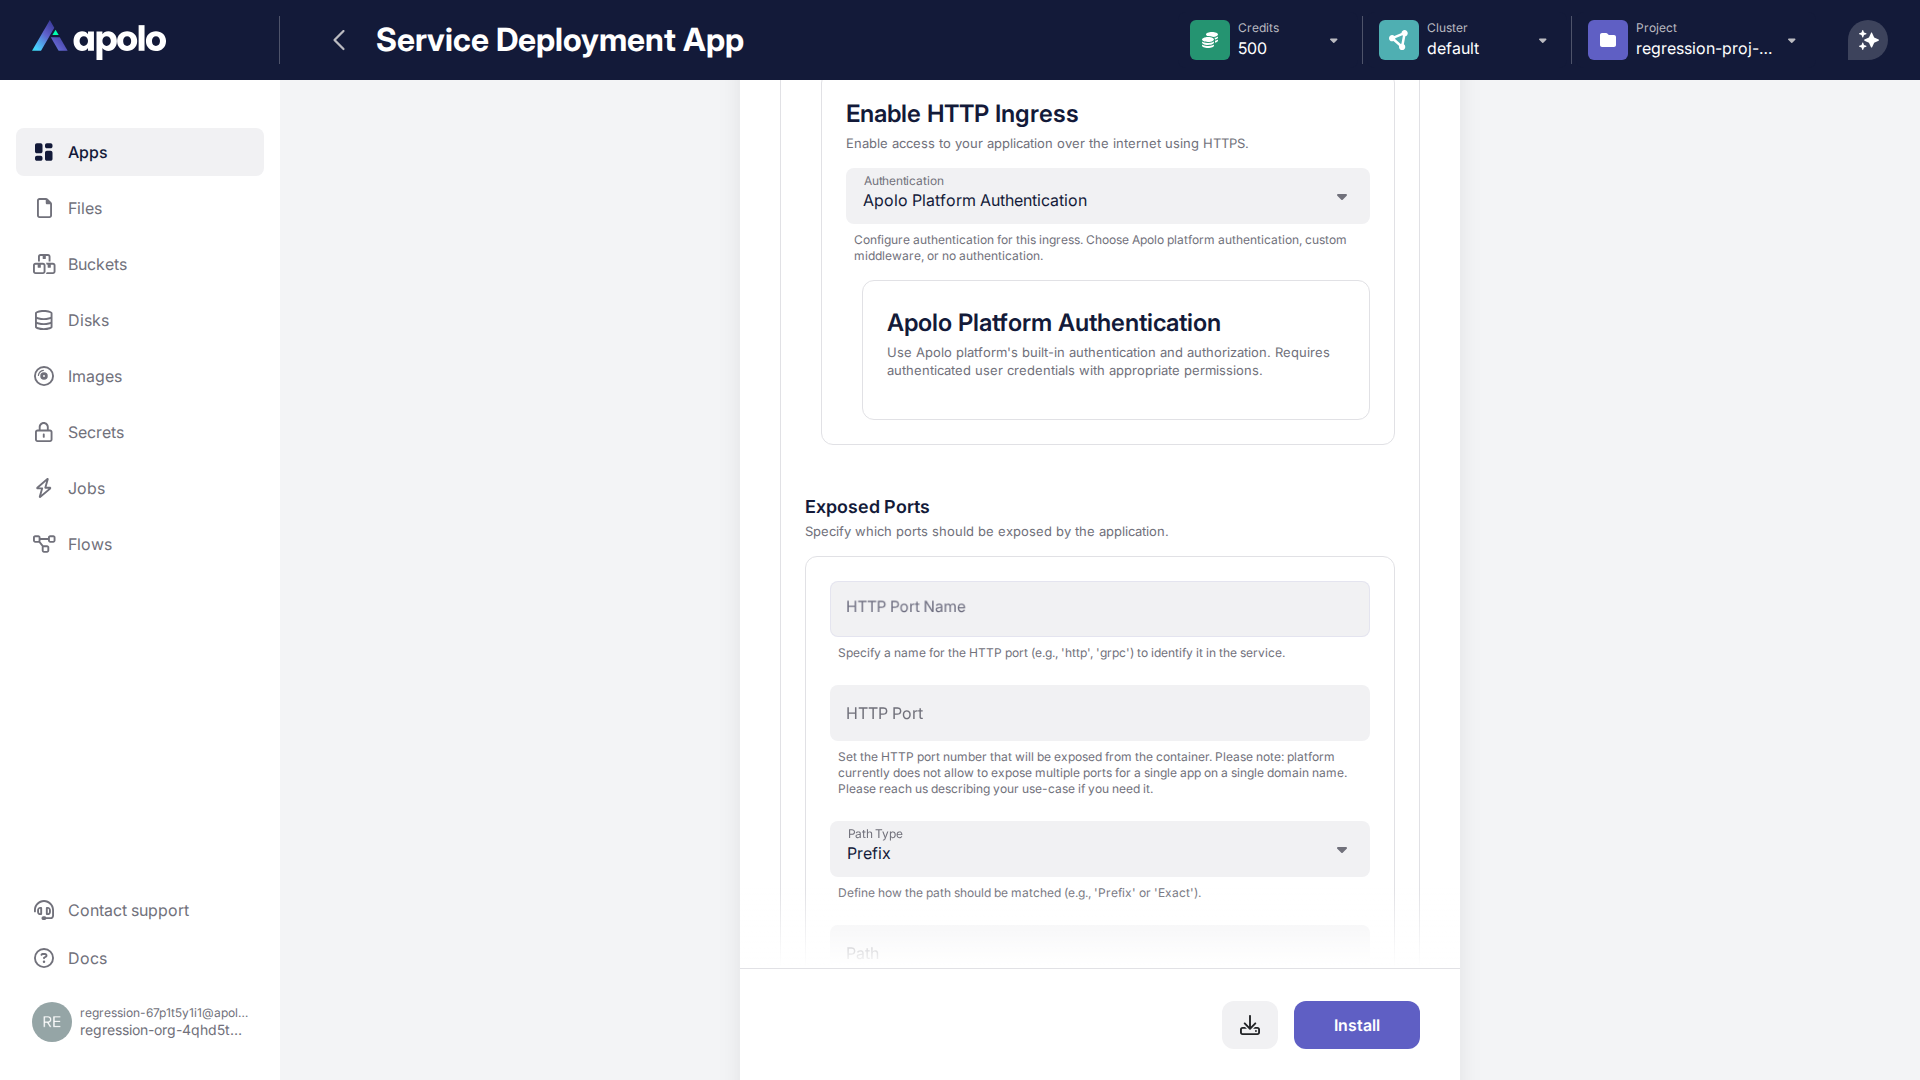 apolo
Service Deployment App
Credits
500
Cluster
default
Project
regression-proj-...
Apps
Files
Buckets
Disks
Images
Secrets
Jobs
Flows
Contact support
Docs
RE
regression-67p1t5y1i1@apol...
regression-org-4qhd5t...
Enable HTTP Ingress
Enable access to your application over the internet using HTTPS.
Authentication
Apolo Platform Authentication
Configure authentication for this ingress. Choose Apolo platform authentication, custom
middleware, or no authentication.
Apolo Platform Authentication
Use Apolo platform's built-in authentication and authorization. Requires
authenticated user credentials with appropriate permissions.
Exposed Ports
Specify which ports should be exposed by the application.
HTTP Port Name
Specify a name for the HTTP port (e.g., 'http', 'grpc') to identify it in the service.
HTTP Port
Set the HTTP port number that will be exposed from the container. Please note: platform
currently does not allow to expose multiple ports for a single app on a single domain name.
Please reach us describing your use-case if you need it.
Path Type
Prefix
Define how the path should be matched (e.g., 'Prefix' or 'Exact').
Path
Install